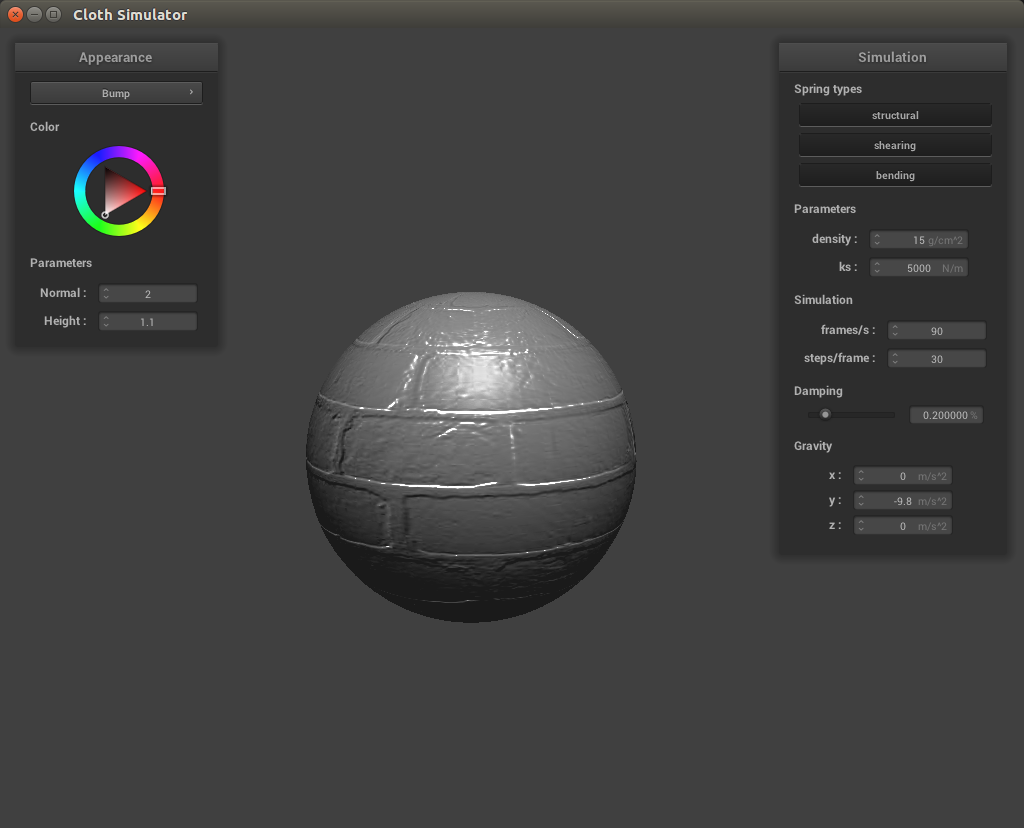 Cloth Simulator
Appearance
Bump
Color
Parameters
Normal : 2
Height : 1.1
Simulation
Spring types
structural
shearing
bending
Parameters
density : 15 g/cm^2
ks : 5000 N/m
Simulation
frames/s : 90
steps/frame : 30
Damping
0.200000 %
Gravity
x : 0 m/s^2
y : -9.8 m/s^2
z : 0 m/s^2